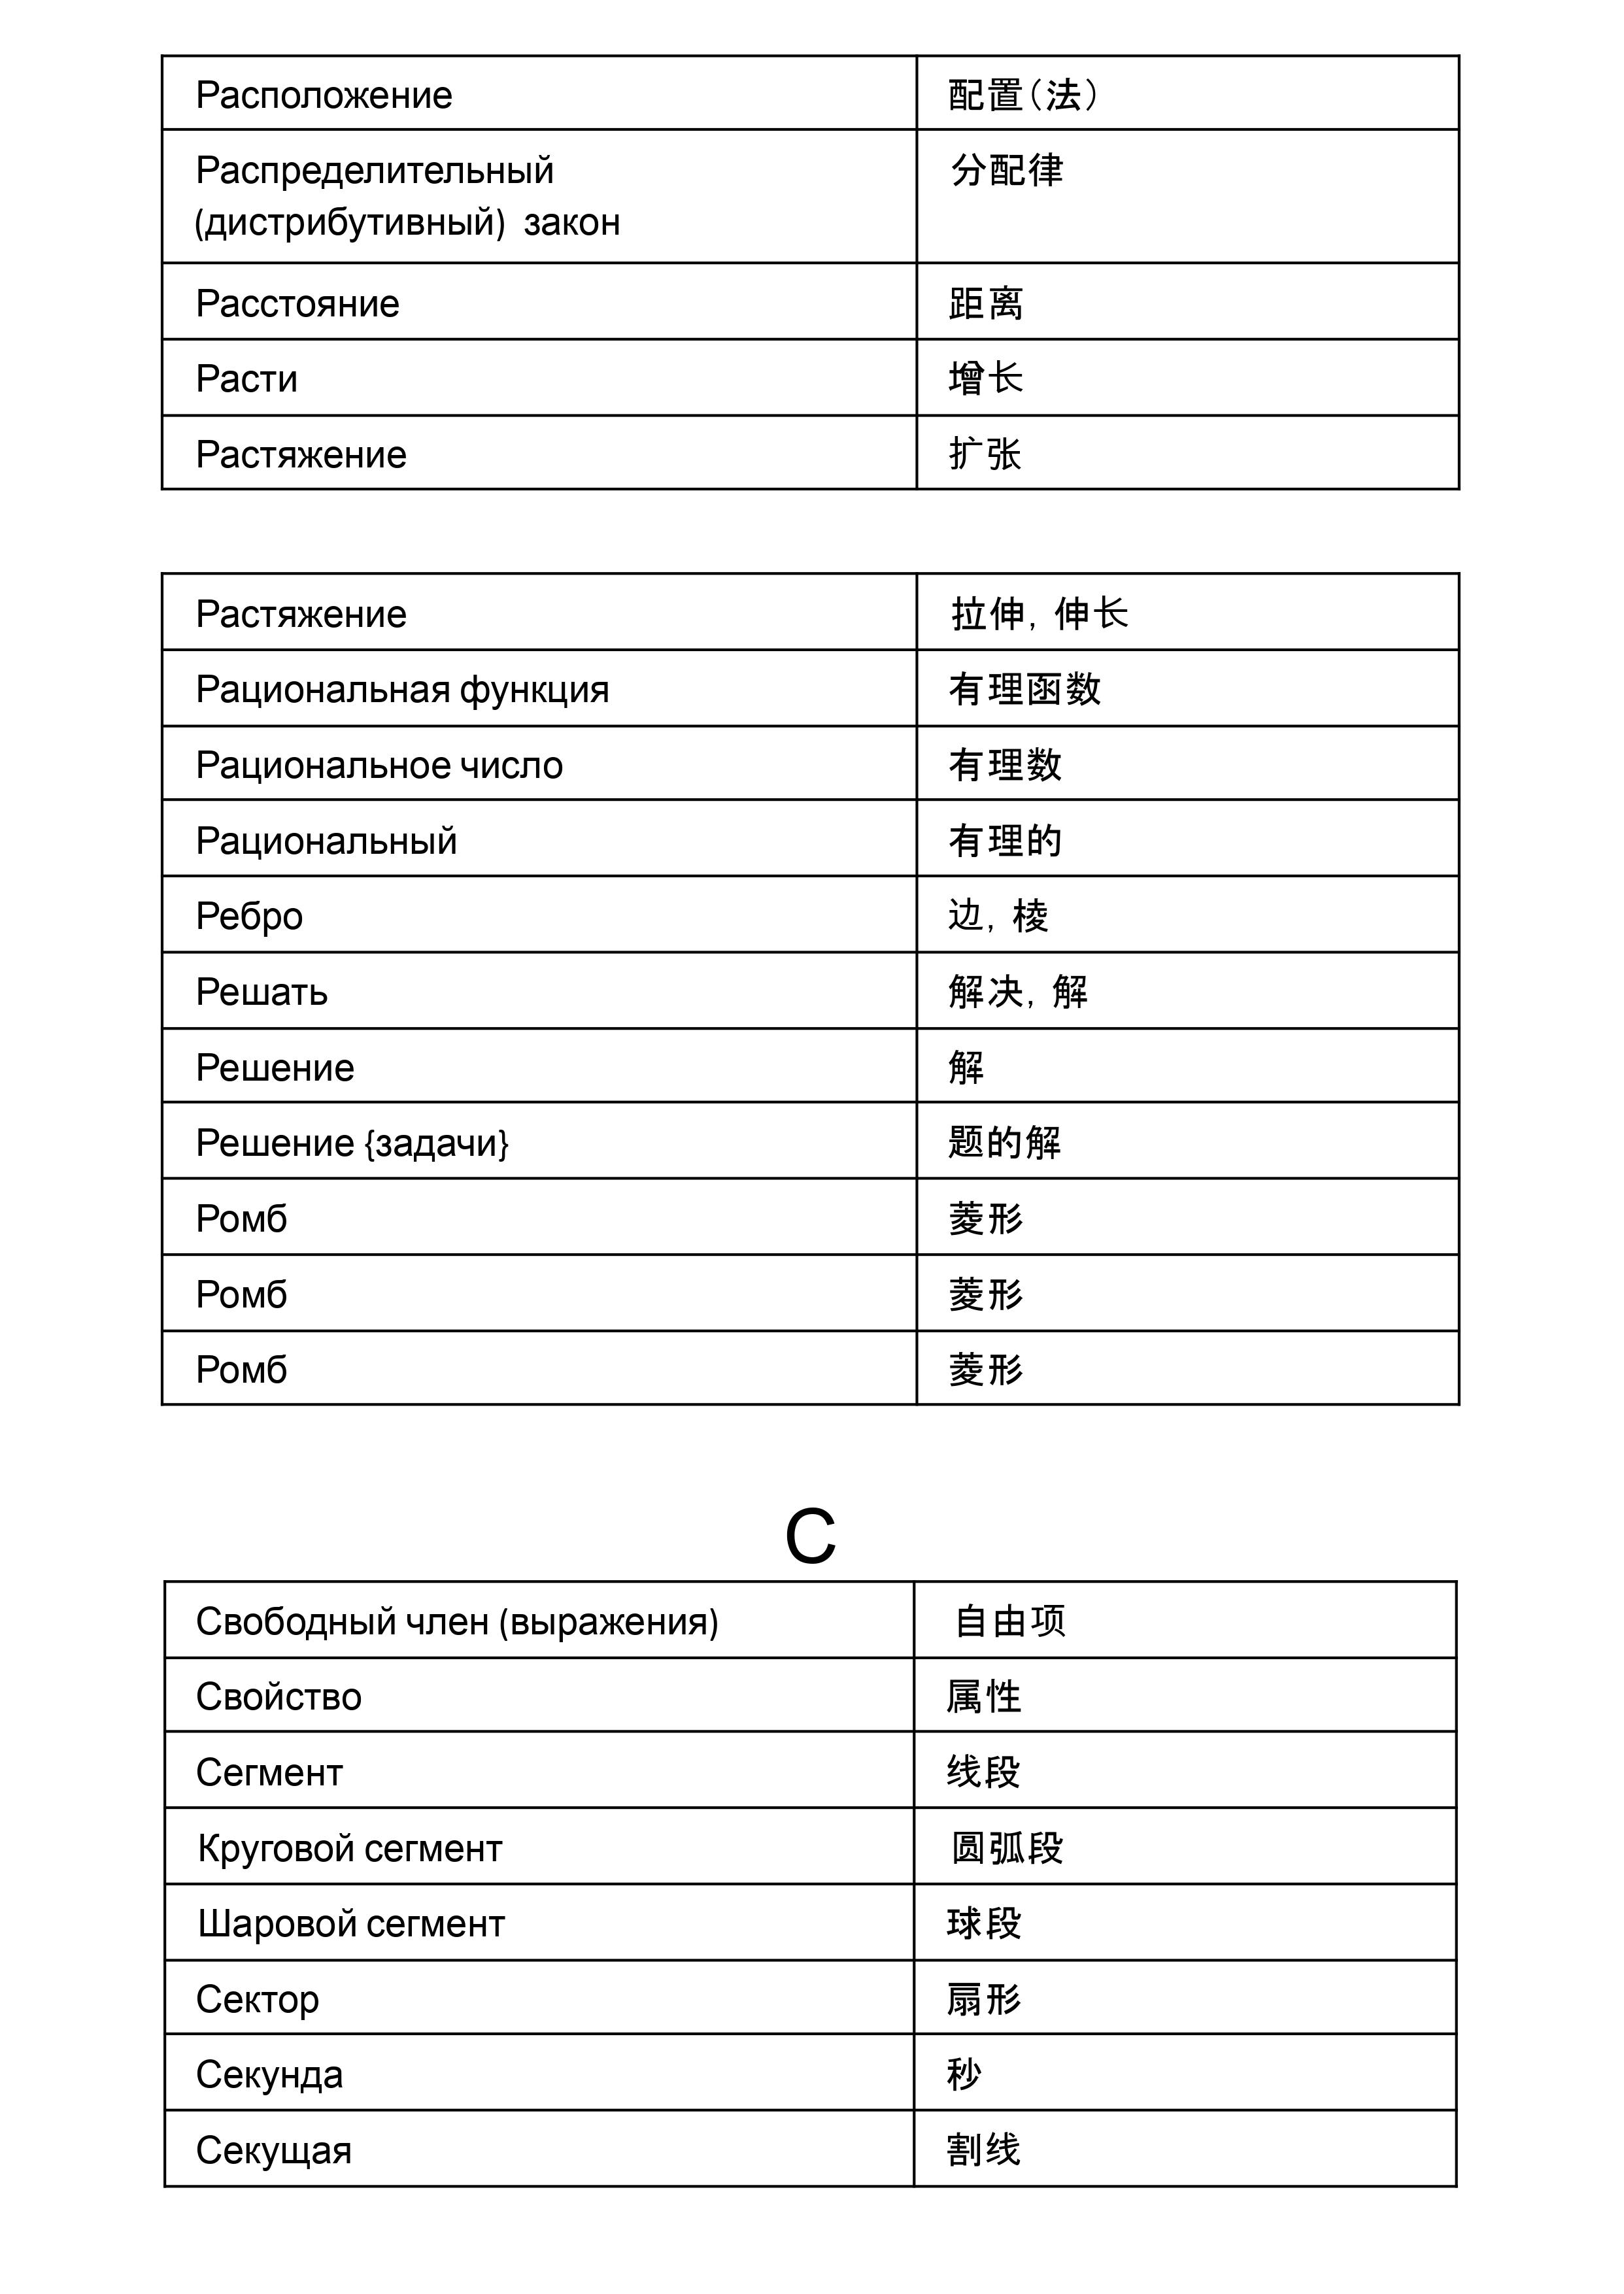 Расположение 配置(法)
Распределительный 分配律
(дистрибутивный) закон
Расстояние 距离
Расти 增长
Растяжение 扩张
Растяжение 拉伸, 伸长
Рациональная функция 有理函数
Рациональное число 有理数
Рациональный 有理的
Ребро 边, 棱
Решать 解决, 解
Решение 解
Решение {задачи} 题的解
Ромб 菱形
Ромб 菱形
Ромб 菱形
С
Свободный член (выражения) 自由项
Свойство 属性
Сегмент 线段
Круговой сегмент 圆弧段
Шаровой сегмент 球段
Сектор 扇形
Секунда 秒
Секущая 割线